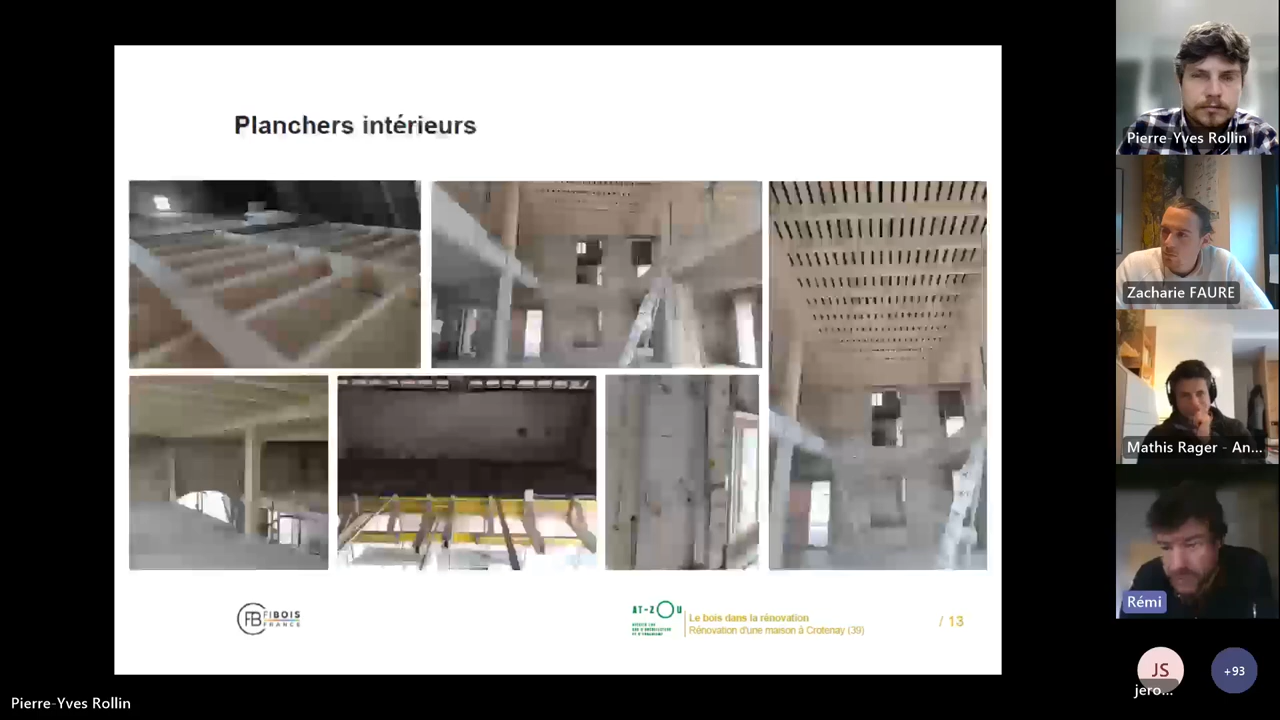 Planchers intérieurs
FB FIBOIS
FRANCE
AT-ZOU
Le bois dans la rénovation
Rénovation d'une maison à Crotenay (39)
/ 13
Pierre-Yves Rollin
Zacharie FAURE
Mathis Rager - An...
Rémi
JS
jero...
+93
Pierre-Yves Rollin